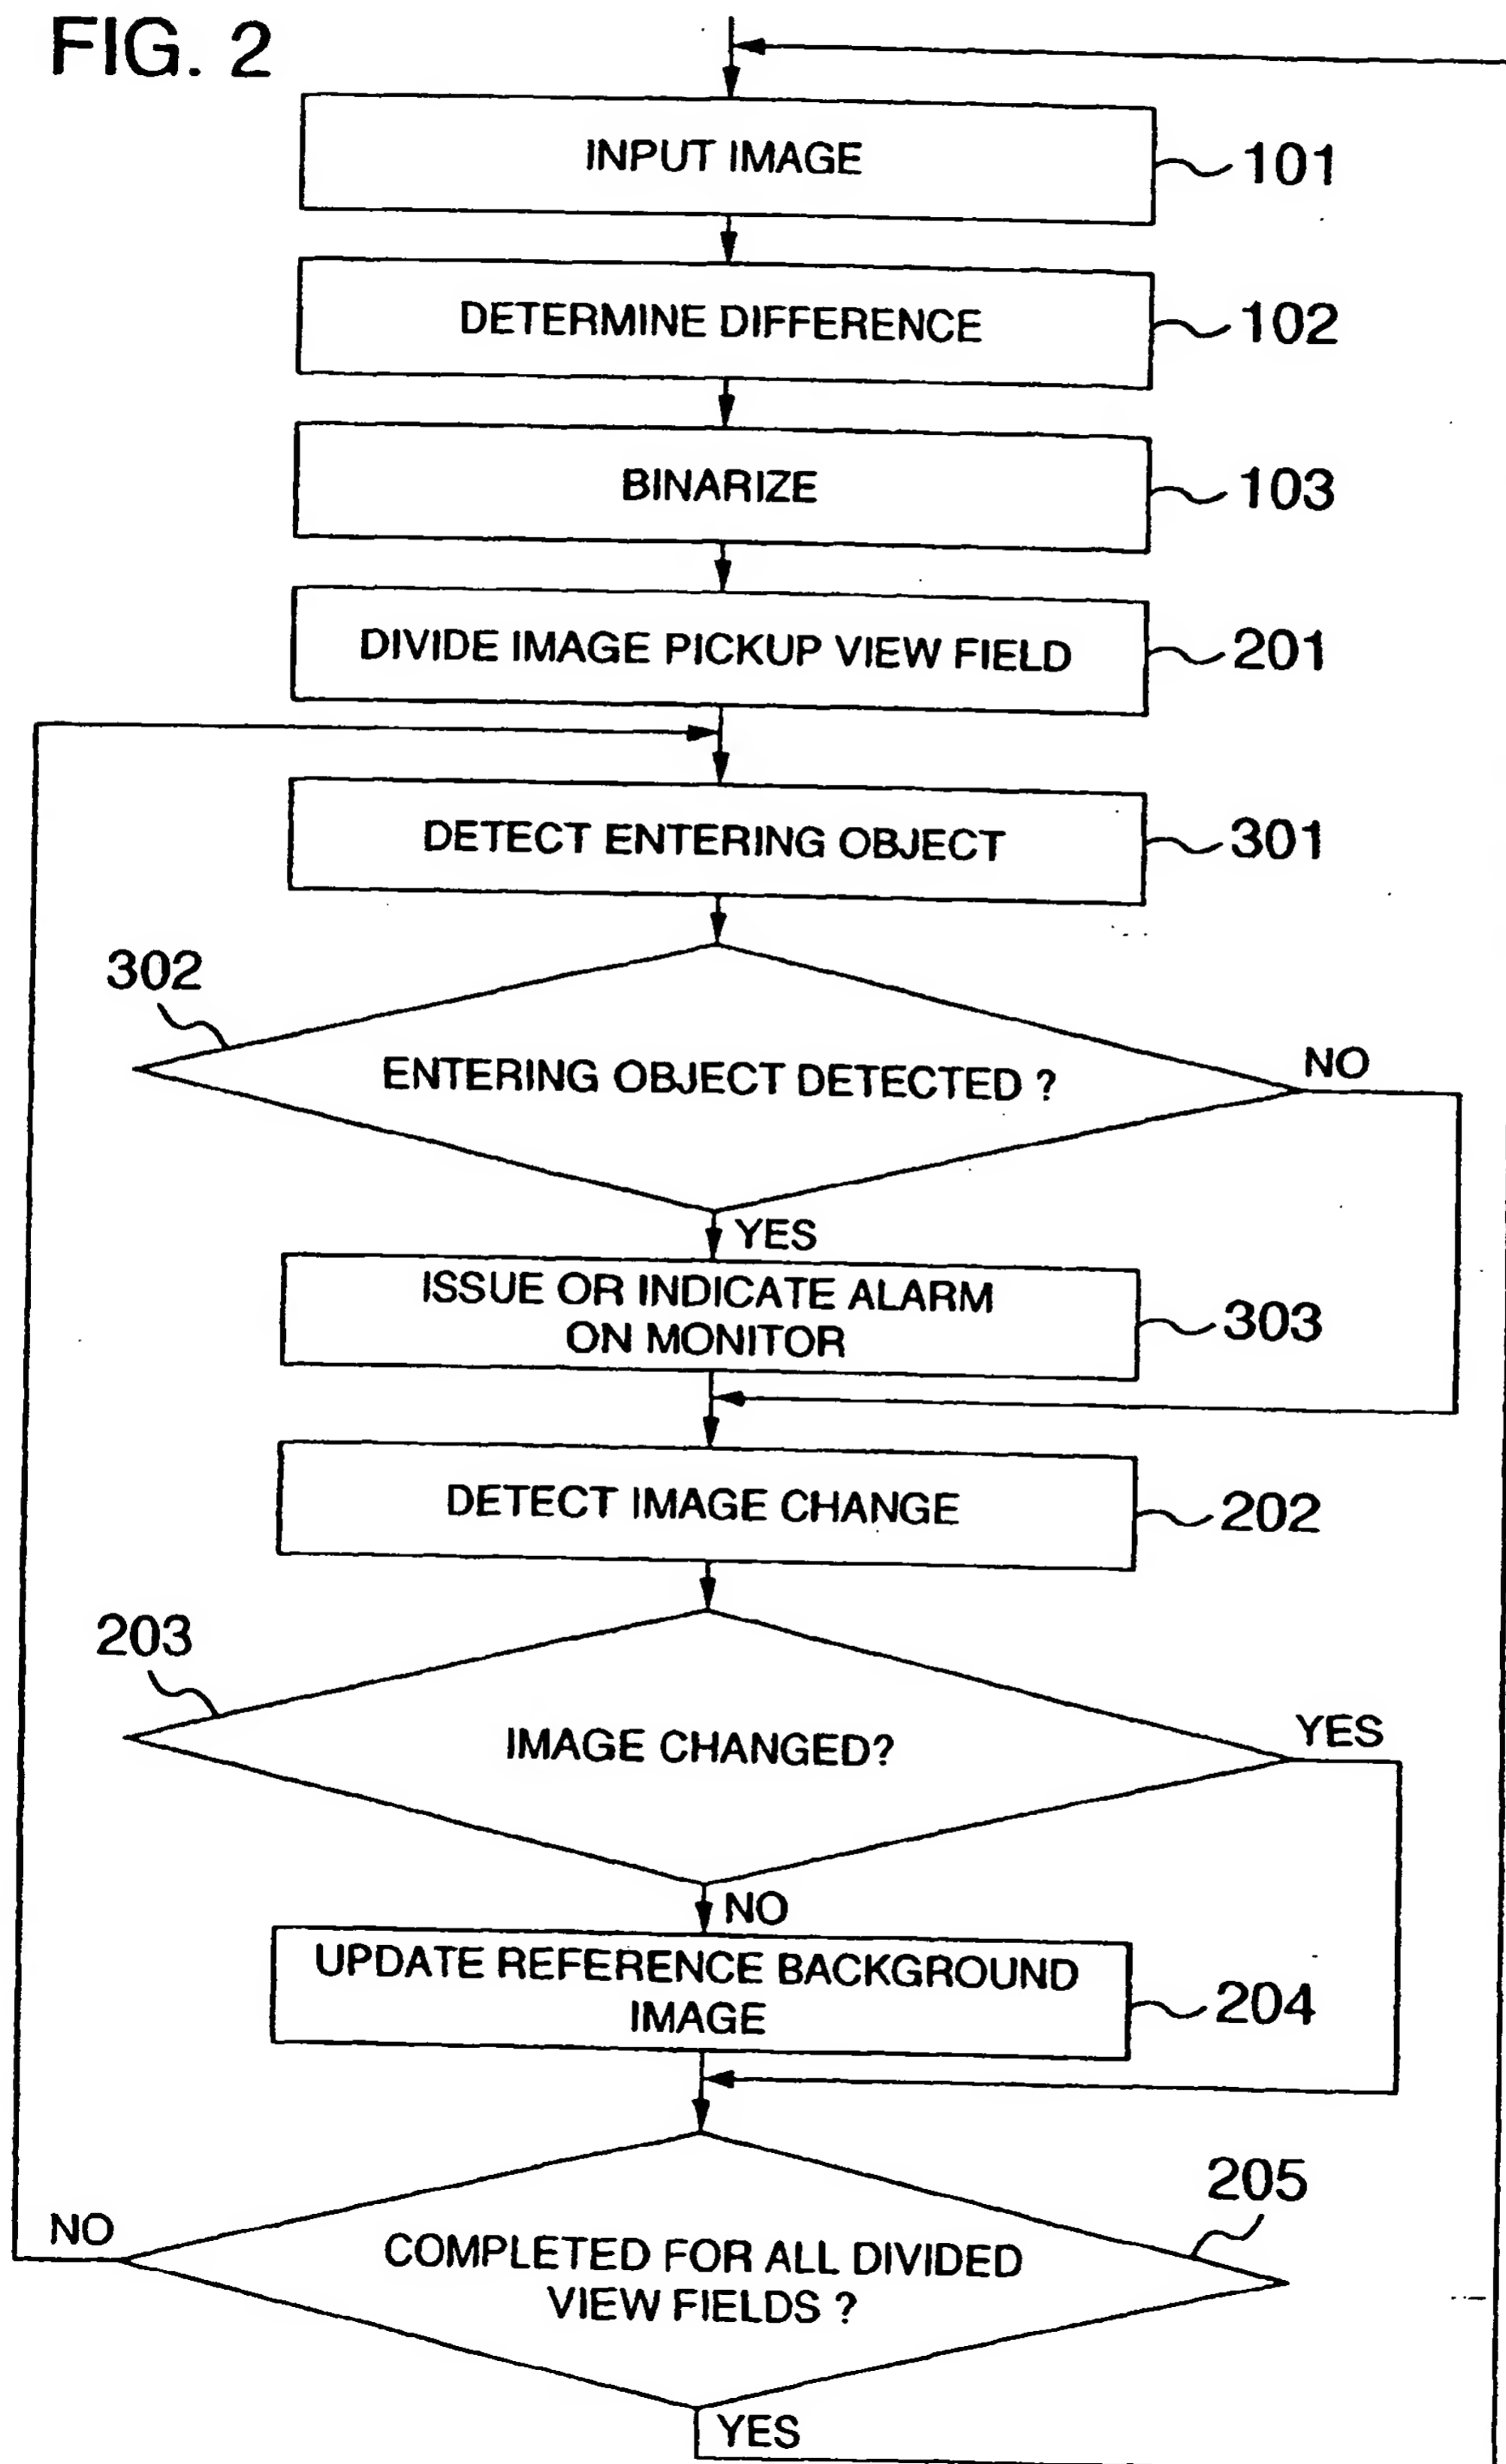 FIG. 2
INPUT IMAGE
101
DETERMINE DIFFERENCE
102
BINARIZE
103
DIVIDE IMAGE PICKUP VIEW FIELD
201
DETECT ENTERING OBJECT
301
302
ENTERING OBJECT DETECTED ?
NO
YES
ISSUE OR INDICATE ALARM
ON MONITOR
303
DETECT IMAGE CHANGE
202
203
IMAGE CHANGED?
YES
NO
UPDATE REFERENCE BACKGROUND
IMAGE
204
205
NO
COMPLETED FOR ALL DIVIDED
VIEW FIELDS ?
YES